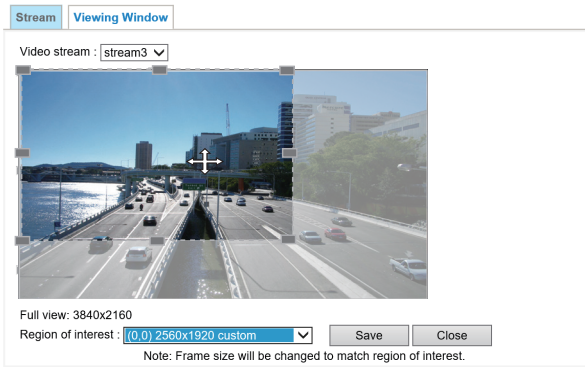 Stream Viewing Window
Video stream : stream3
Full view: 3840x2160
Region of interest : (0,0) 2560x1920 custom Save Close
Note: Frame size will be changed to match region of interest.